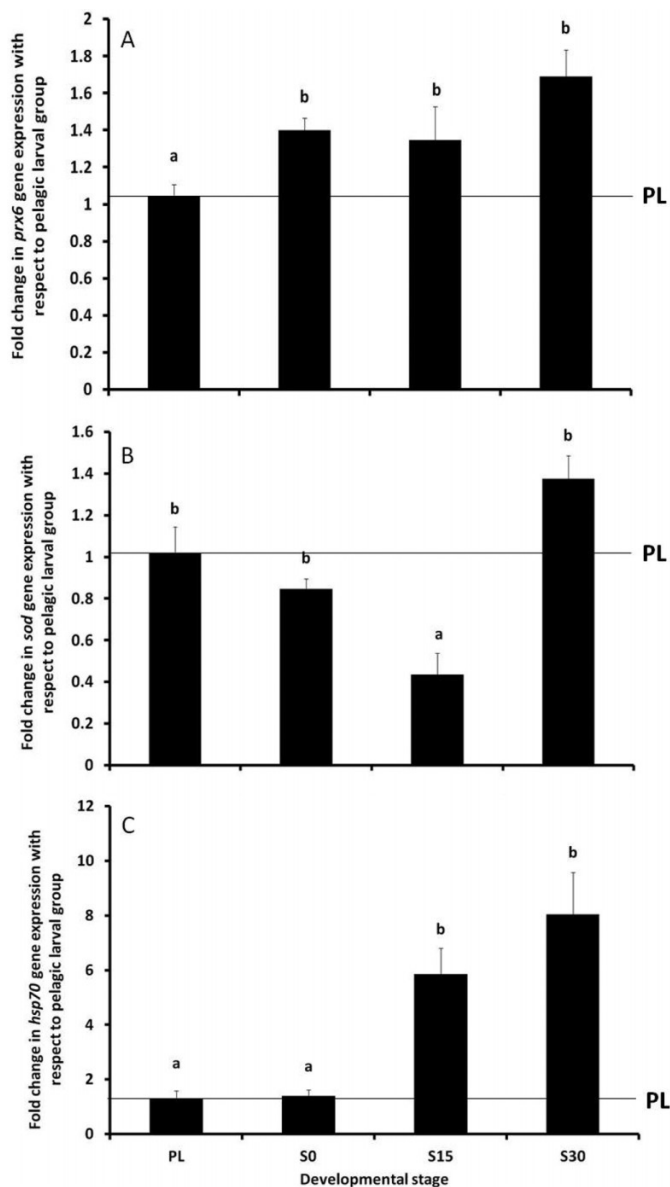 A
Fold change in prx6 gene expression with
respect to pelagic larval group
2
1.8
1.6
1.4
1.2
1
0.8
0.6
0.4
0.2
0
a
b
b
b
PL
B
Fold change in sod gene expression with
respect to pelagic larval group
1.6
1.4
1.2
1
0.8
0.6
0.4
0.2
0
b
b
a
b
PL
C
Fold change in hsp70 gene expression with
respect to pelagic larval group
12
10
8
6
4
2
0
a
a
b
b
PL
PL S0 S15 S30
Developmental stage